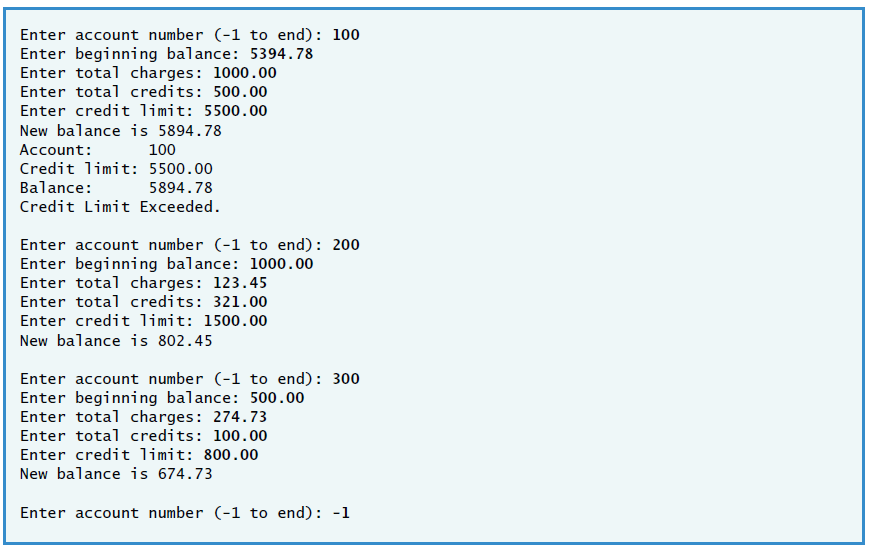 Enter account number (-1 to end): 100
Enter beginning balance: 5394.78
Enter total charges: 1000.00
Enter total credits: 500.00
Enter credit limit: 5500.00
New balance is 5894.78
Account:      100
Credit limit: 5500.00
Balance:      5894.78
Credit Limit Exceeded.

Enter account number (-1 to end): 200
Enter beginning balance: 1000.00
Enter total charges: 123.45
Enter total credits: 321.00
Enter credit limit: 1500.00
New balance is 802.45

Enter account number (-1 to end): 300
Enter beginning balance: 500.00
Enter total charges: 274.73
Enter total credits: 100.00
Enter credit limit: 800.00
New balance is 674.73

Enter account number (-1 to end): -1